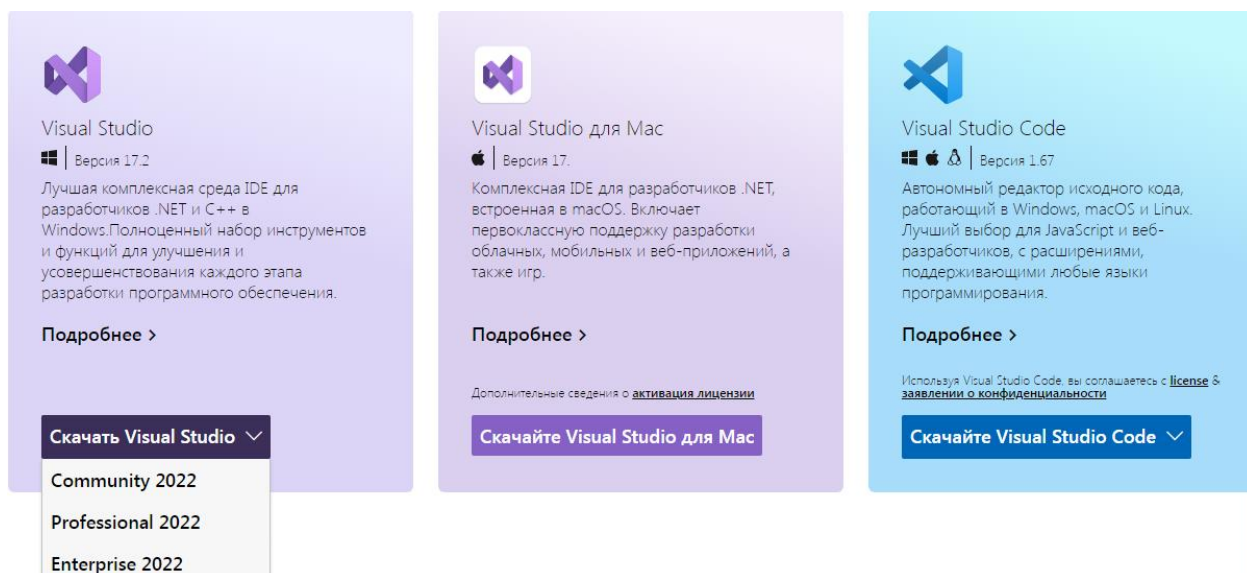 Visual Studio
Версия 17.2
Лучшая комплексная среда IDE для
разработчиков .NET и C++ в
Windows.Полноценный набор инструментов
и функций для улучшения и
усовершенствования каждого этапа
разработки программного обеспечения.
Подробнее >
Скачать Visual Studio
Community 2022
Professional 2022
Enterprise 2022
Visual Studio для Mac
Версия 17.
Комплексная IDE для разработчиков .NET,
встроенная в macOS. Включает
первоклассную поддержку разработки
облачных, мобильных и веб-приложений, а
также игр.
Подробнее >
Дополнительные сведения о активация лицензии
Скачайте Visual Studio для Mac
Visual Studio Code
Версия 1.67
Автономный редактор исходного кода,
работающий в Windows, macOS и Linux.
Лучший выбор для JavaScript и веб-
разработчиков, с расширениями,
поддерживающими любые языки
программирования.
Подробнее >
Используя Visual Studio Code, вы соглашаетесь с license &
заявлении о конфиденциальности
Скачайте Visual Studio Code